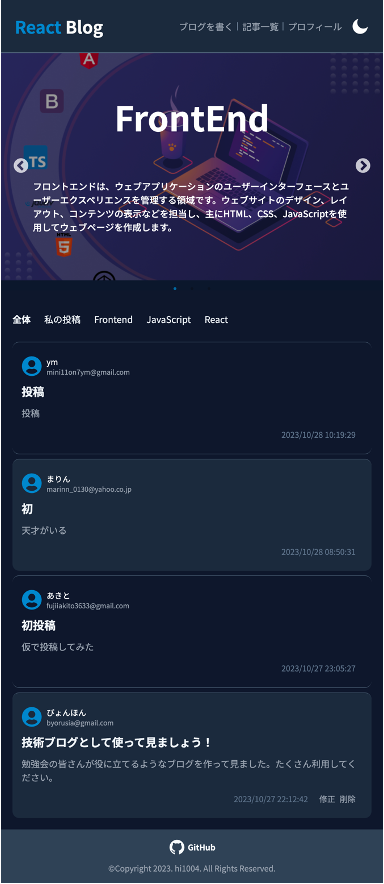 React Blog
ブログを書く | 記事一覧 | プロフィール
FrontEnd
フロントエンドは、ウェブアプリケーションのユーザーインターフェースとユ
ーザーエクスペリエンスを管理する領域です。ウェブサイトのデザイン、レイ
アウト、コンテンツの表示などを担当し、主にHTML、CSS、JavaScriptを使
用してウェブページを作成します。
全体 私の投稿 Frontend JavaScript React
ym
mini11on7ym@gmail.com
投稿
投稿
2023/10/28 10:19:29
まりん
marinn_0130@yahoo.co.jp
初
天才がいる
2023/10/28 08:50:31
あきと
fujiiakito3633@gmail.com
初投稿
仮で投稿してみた
2023/10/27 23:05:27
びょんほん
byorusia@gmail.com
技術ブログとして使って見ましょう！
勉強会の皆さんが役に立てるようなブログを作って見ました。たくさん利用してく
ださい。
2023/10/27 22:12:42 修正 削除
GitHub
©Copyright 2023. hi1004. All Rights Reserved.